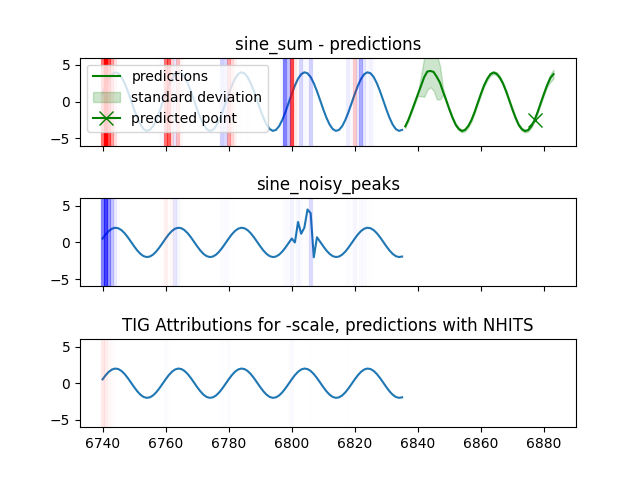 sine_sum - predictions
5
0
−5
predictions
standard deviation
predicted point
sine_noisy_peaks
5
0
−5
TIG Attributions for -scale, predictions with NHITS
5
0
−5
6740 6760 6780 6800 6820 6840 6860 6880